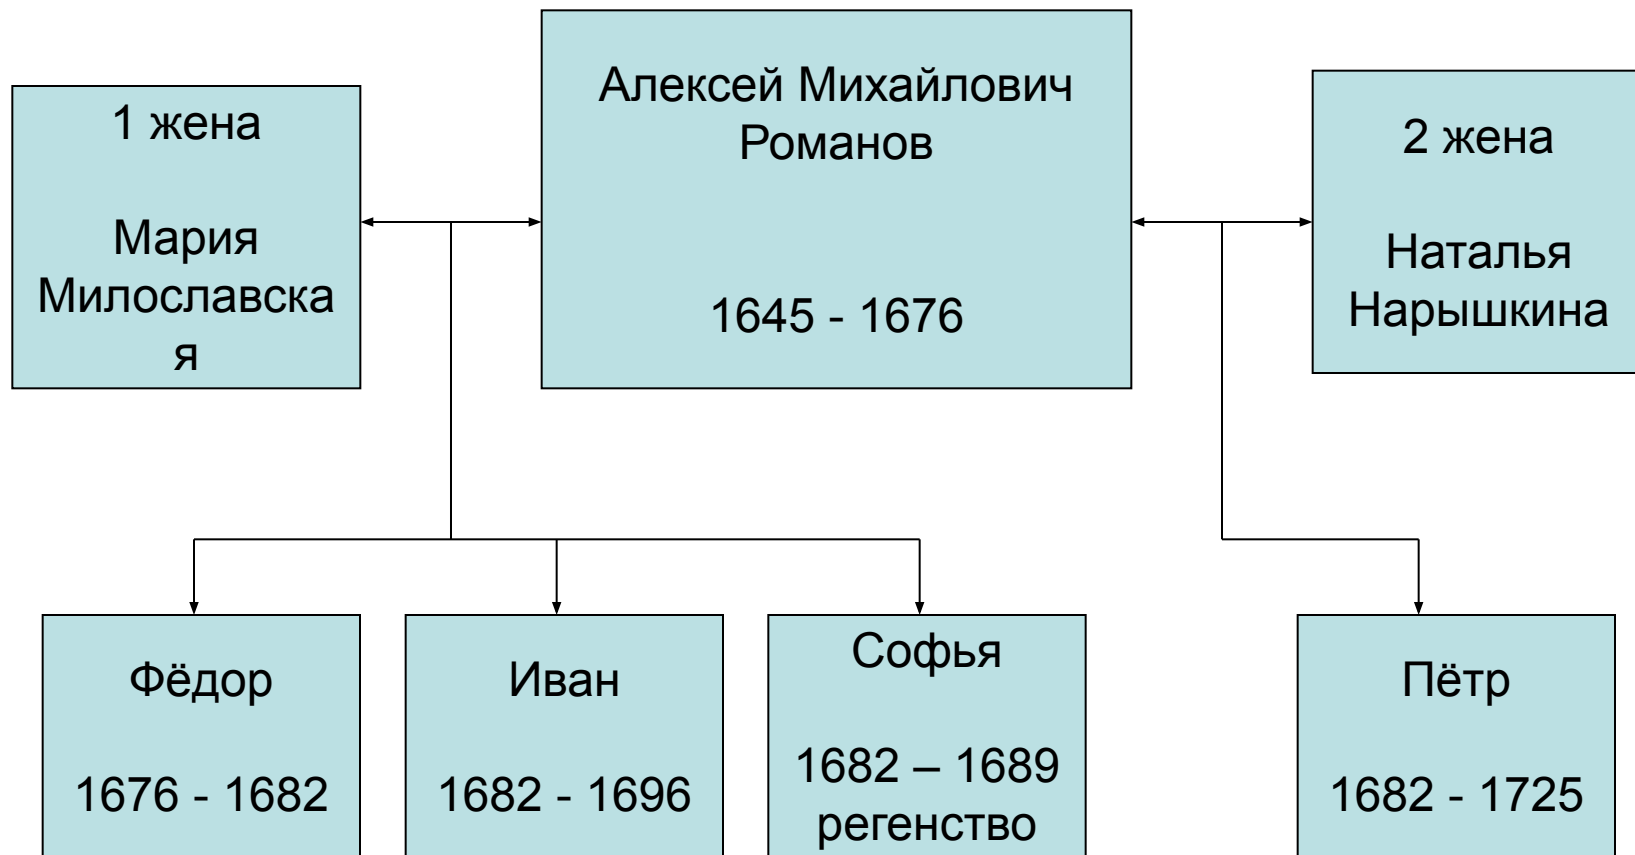 1 жена
Мария
Милославска
я
Алексей Михайлович
Романов
1645 - 1676
2 жена
Наталья
Нарышкина
Фёдор
1676 - 1682
Иван
1682 - 1696
Софья
1682 – 1689
регенство
Пётр
1682 - 1725